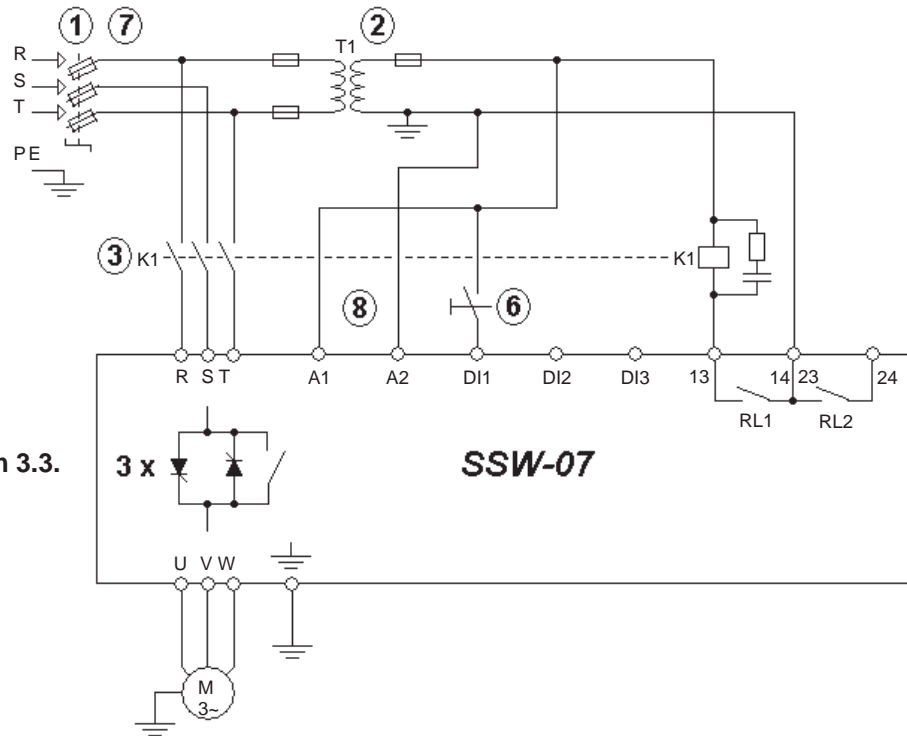 1 7 2
T1
R
S
T
PE
3 K1 K1
8 6
R S T A1 A2 DI1 DI2 DI3 13 14 23 24
RL1 RL2
3.3.
3 x SSW-07
U V W
M
3~